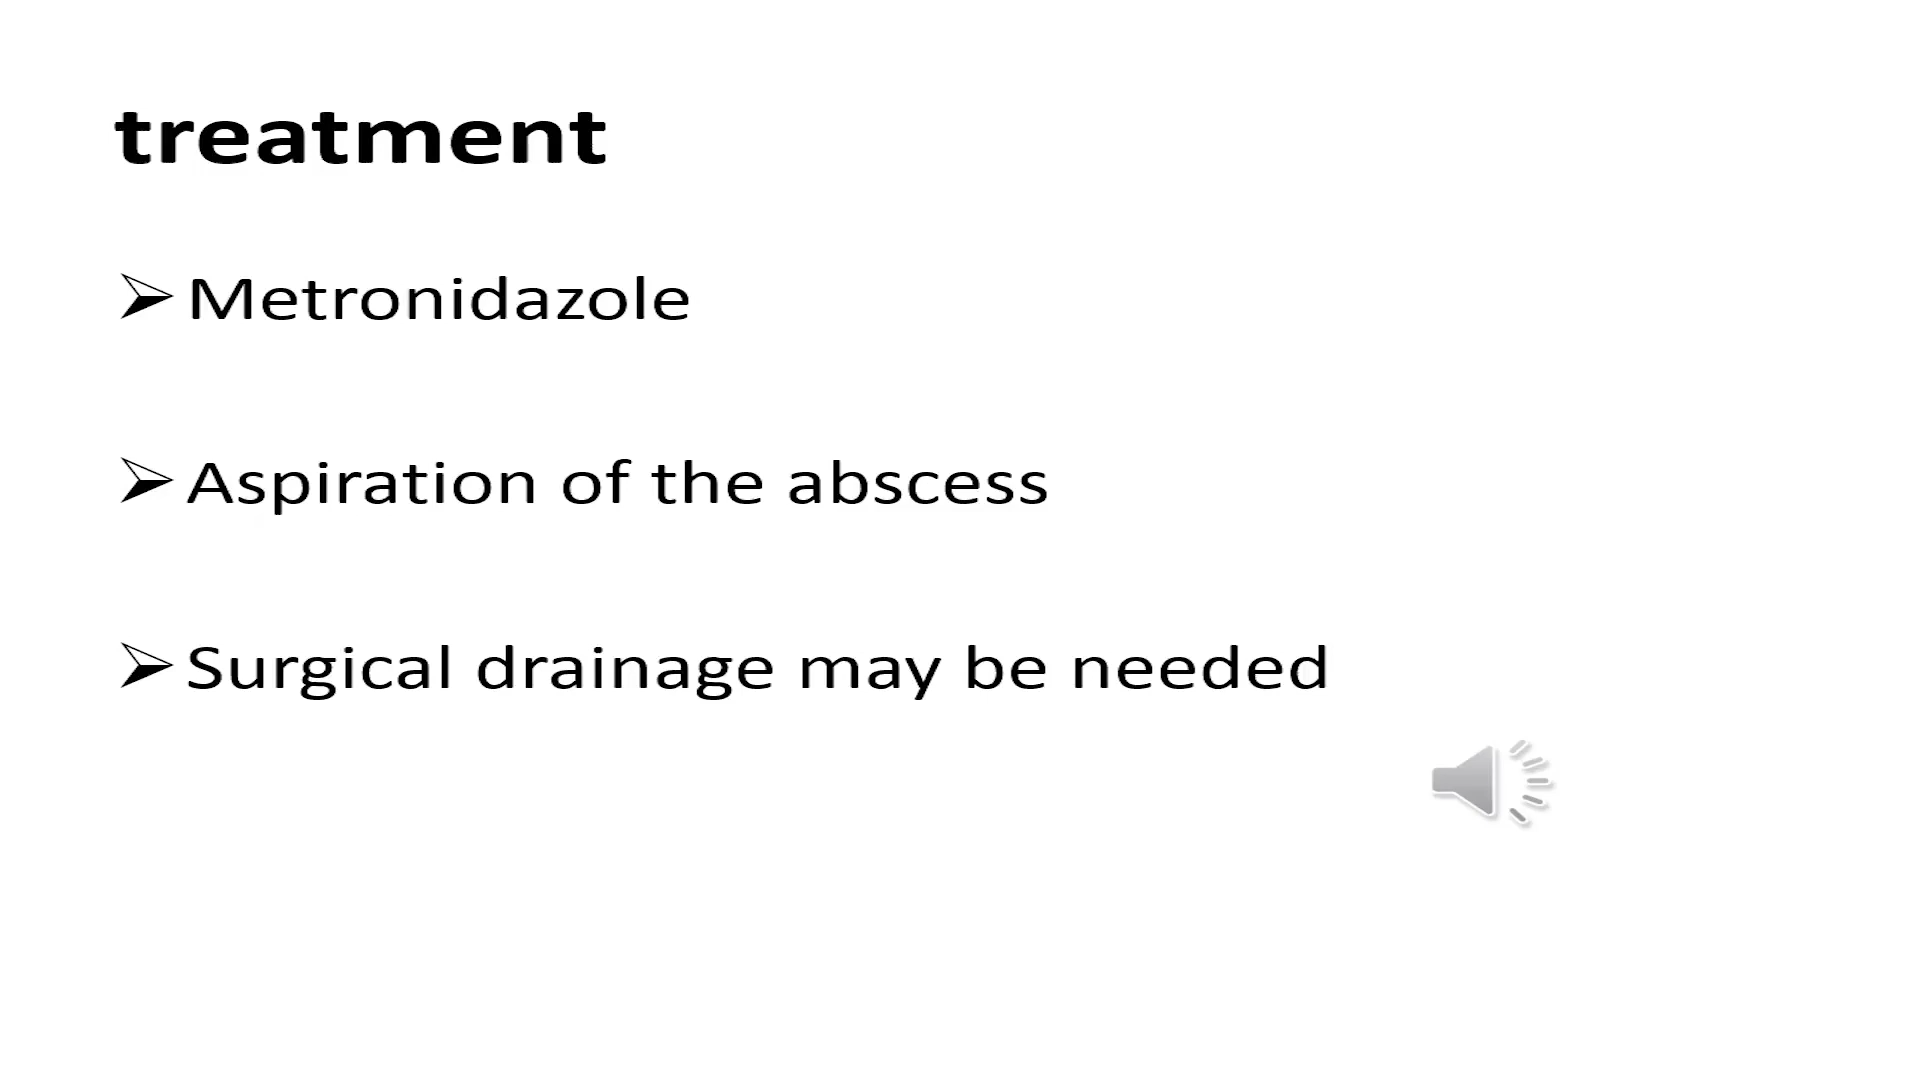 treatment
Metronidazole
Aspiration of the abscess
Surgical drainage may be needed